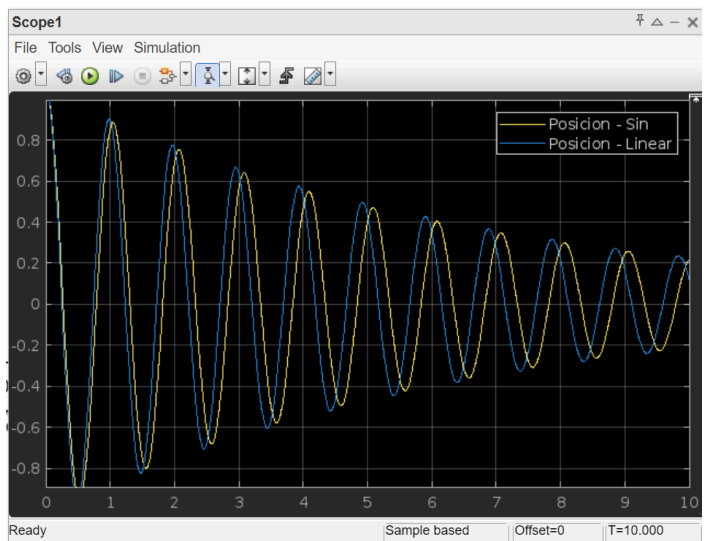 Scope1
File Tools View Simulation
Posicion - Sin
Posicion - Linear
0.8
0.6
0.4
0.2
0
-0.2
-0.4
-0.6
-0.8
0 1 2 3 4 5 6 7 8 9 10
Ready Sample based Offset=0 T=10.000